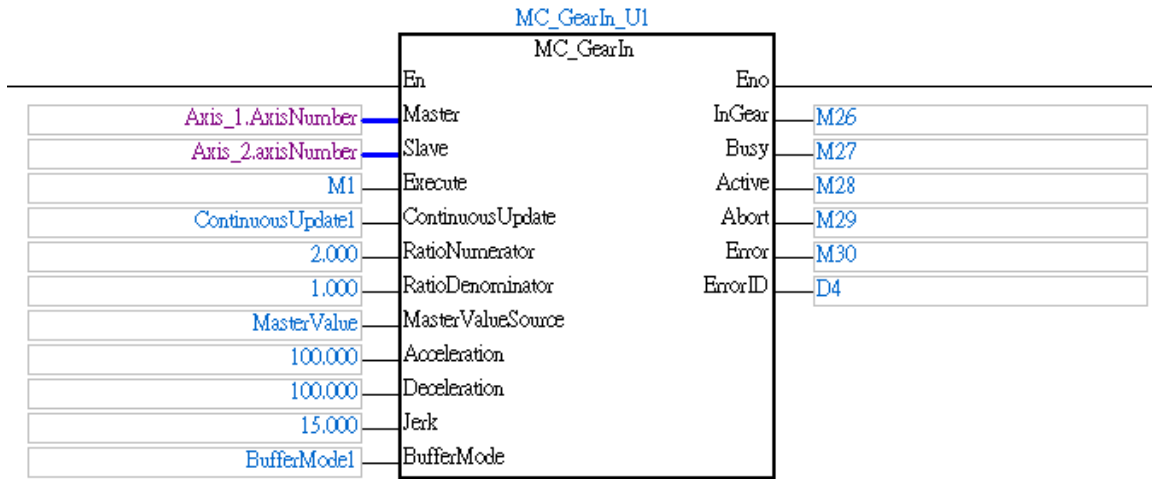 MC_GearIn_U1
MC_GearIn
En Eno
Axis_1.AxisNumber Master InGear M26
Axis_2.axisNumber Slave Busy M27
M1 Execute Active M28
ContinuousUpdate1 ContinuousUpdate Abort M29
2.000 RatioNumerator Error M30
1.000 RatioDenominator ErrorID D4
MasterValue MasterValueSource
100.000 Acceleration
100.000 Deceleration
15.000 Jerk
BufferMode1 BufferMode